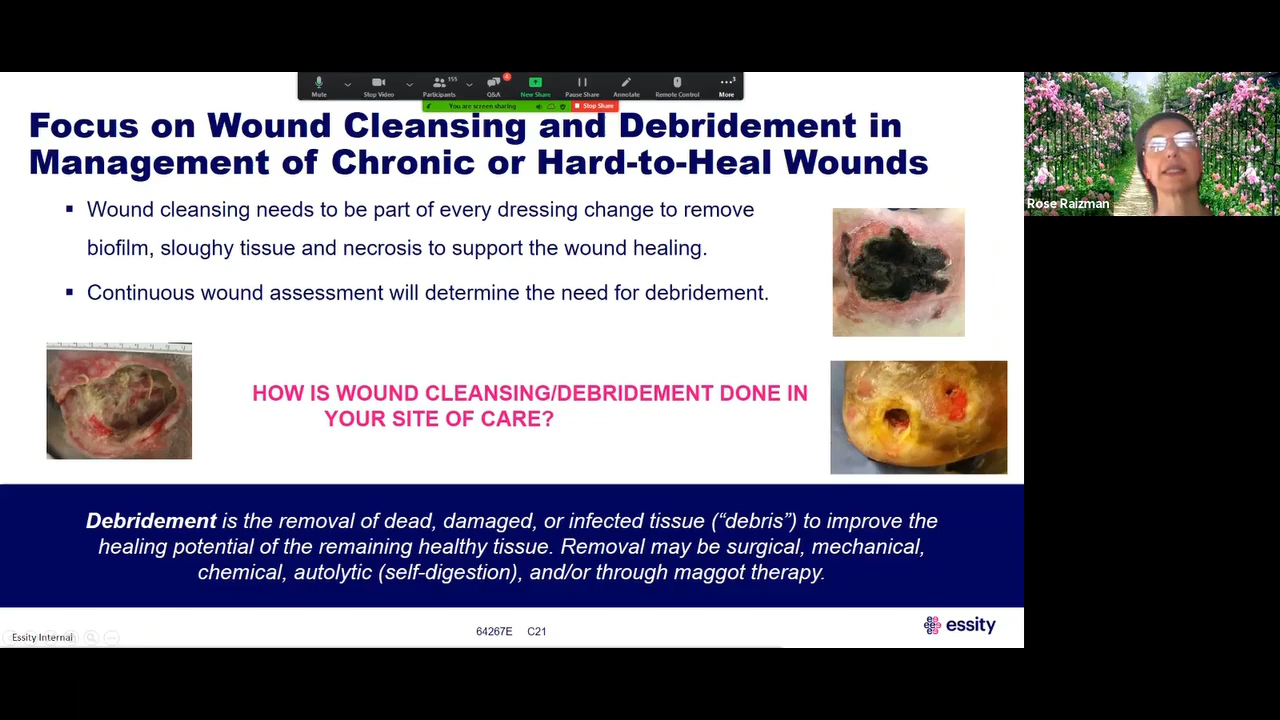 155
4
3
Mute
Stop Video
Participants
Q&A
New Share
Pause Share
Annotate
Remote Control
More
You are screen sharing
Stop Share
Focus on Wound Cleansing and Debridement in
Management of Chronic or Hard-to-Heal Wounds
▪ Wound cleansing needs to be part of every dressing change to remove
biofilm, sloughy tissue and necrosis to support the wound healing.
▪ Continuous wound assessment will determine the need for debridement.
HOW IS WOUND CLEANSING/DEBRIDEMENT DONE IN
YOUR SITE OF CARE?
Debridement is the removal of dead, damaged, or infected tissue (“debris”) to improve the
healing potential of the remaining healthy tissue. Removal may be surgical, mechanical,
chemical, autolytic (self-digestion), and/or through maggot therapy.
Essity Internal
64267E C21
essity
Rose Raizman